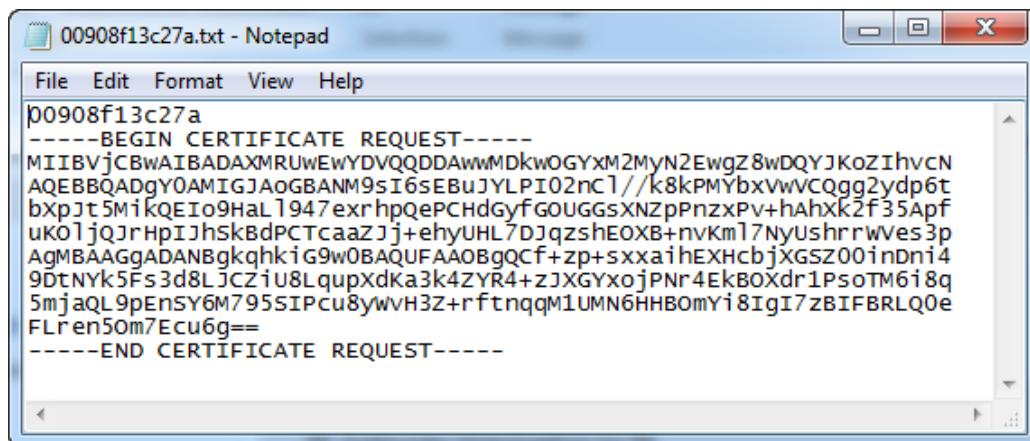 00908f13c27a.txt - Notepad
File Edit Format View Help
00908f13c27a
-----BEGIN CERTIFICATE REQUEST-----
MIIBVjCBwAIBADAXMRUwEwYDVQQDDAwwMDkwOGYxM2MyN2EwgZ8wDQYJKoZIhvcN
AQEBBQADgY0AMIGJAoGBANM9sI6sEBuJYLPI02nCl//k8kPMYbxVwVCQgg2ydp6t
bXpJt5MikQEIo9HaLl947exrhpQePCHdGyfGOUGGsXNZpPnzxPv+hAhXk2f35Apf
uKOljQJrHpIJhSkBdPCTcaaZJj+ehyUHL7DJqzshEOXB+nvKml7NyUshrrWVes3p
AgMBAAGgADANBgkqhkiG9w0BAQUFAAOBgQCf+zp+sxxaihEXHcbjXGSZ00inDni4
9DtNYk5Fs3d8LJCZiU8LqupXdKa3k4ZYR4+zJXGYxojPNr4EkBOXdr1PsoTM6i8q
5mjaQL9pEnSY6M795SIPcu8yWvH3Z+rftnqqM1UMN6HHBOmYi8IgI7zBIFBRLQ0e
FLren5Om7Ecu6g==
-----END CERTIFICATE REQUEST-----